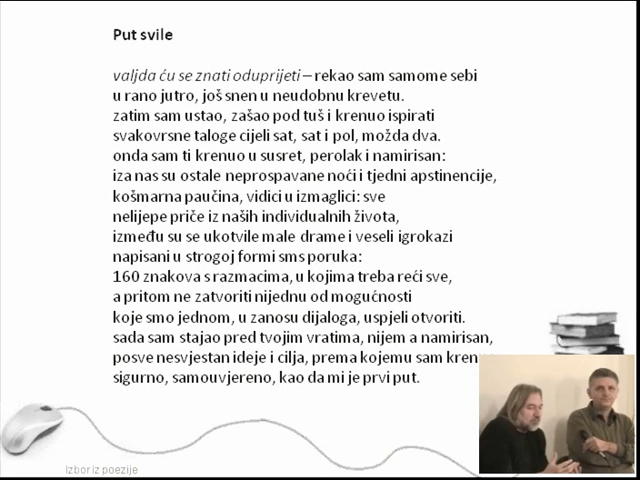 Put svile
valjda ću se znati oduprijeti – rekao sam samome sebi
u rano jutro, još snen u neudobnu krevetu.
zatim sam ustao, zašao pod tuš i krenuo ispirati
svakovrsne taloge cijeli sat, sat i pol, možda dva.
onda sam ti krenuo u susret, perolak i namirisan:
iza nas su ostale neprospavane noći i tjedni apstinencije,
košmarna paučina, vidici u izmaglici: sve
nelijepe priče iz naših individualnih života,
između su se ukotvile male drame i veseli igrokazi
napisani u strogoj formi sms poruka:
160 znakova s razmacima, u kojima treba reći sve,
a pritom ne zatvoriti nijednu od mogućnosti
koje smo jednom, u zanosu dijaloga, uspjeli otvoriti.
sada sam stajao pred tvojim vratima, nijem a namirisan,
posve nesvjestan ideje i cilja, prema kojemu sam
sigurno, samouvjereno, kao da mi je prvi put.
Izbor iz poezije